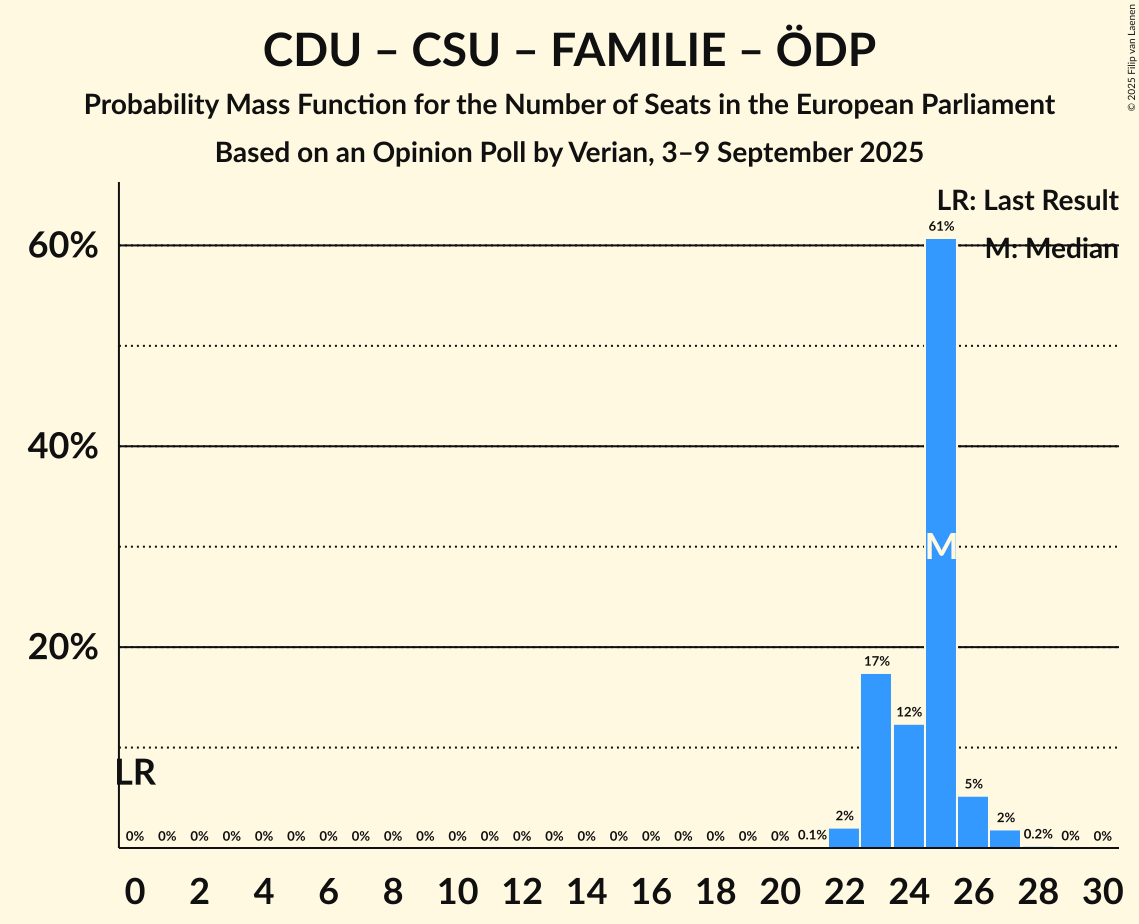 CDU – CSU – FAMILIE – ÖDP
Probability Mass Function for the Number of Seats in the European Parliament
Based on an Opinion Poll by Verian, 3–9 September 2025
© 2025 Filip van Laenen
LR: Last Result
M: Median
60%
40%
20%
61%
M
17%
12%
5%
2%
2%
0.1%
0.2%
LR
0% 0% 0% 0% 0% 0% 0% 0% 0% 0% 0% 0% 0% 0% 0% 0% 0% 0% 0% 0% 0% 0% 0%
0 2 4 6 8 10 12 14 16 18 20 22 24 26 28 30